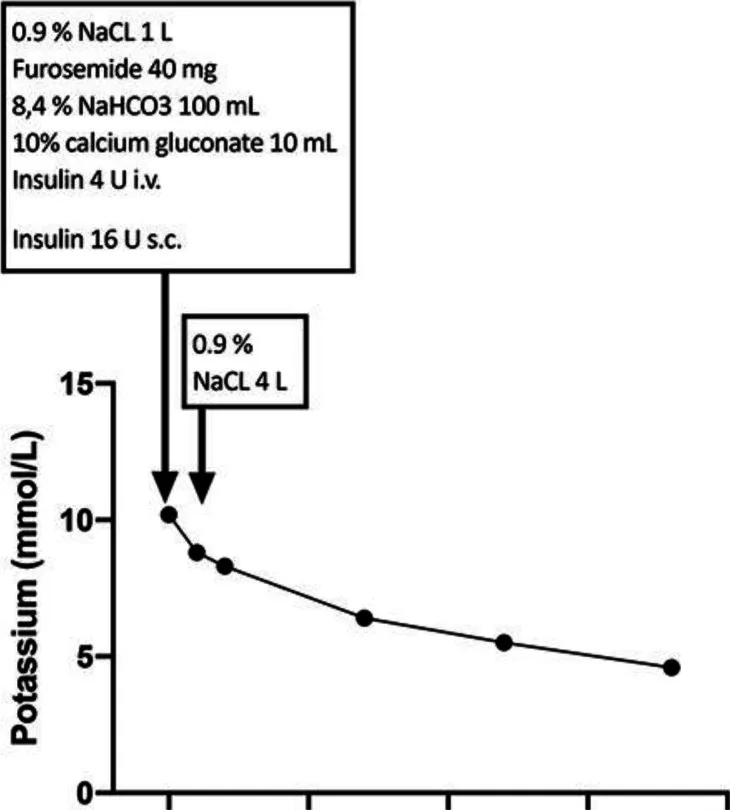 0.9 % NaCL 1 L
Furosemide 40 mg
8,4 % NaHCO3 100 mL
10% calcium gluconate 10 mL
Insulin 4 U i.v.
Insulin 16 U s.c.
0.9 %
NaCL 4 L
15
10
5
0
Potassium (mmol/L)